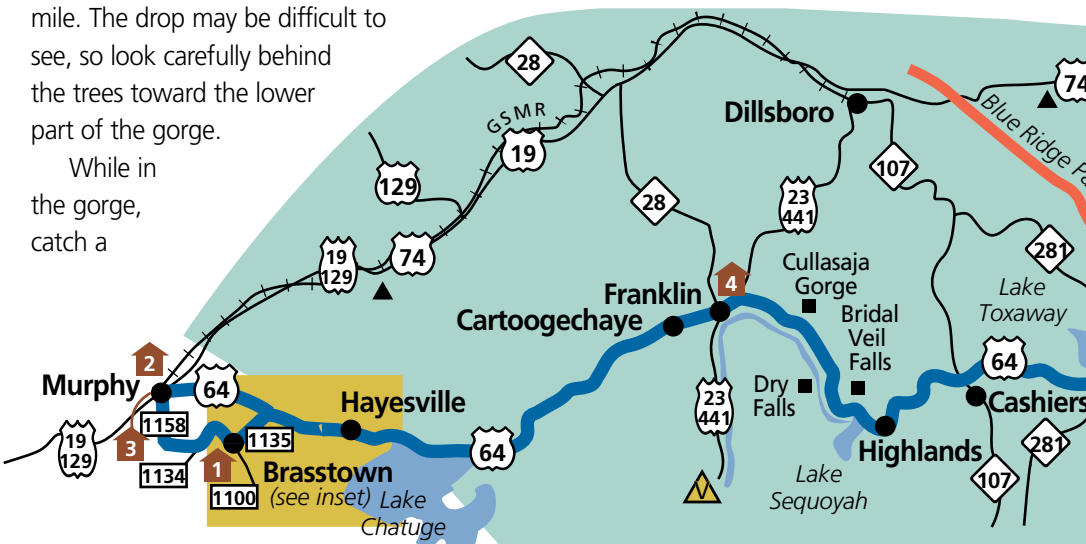 mile. The drop may be difficult to
see, so look carefully behind
the trees toward the lower
part of the gorge.
While in
the gorge,
catch a
28
74
GSMR
Dillsboro
Blue Ridge Pa
19
107
129
28
23
441
281
19
129
74
Cullasaja
Gorge
Lake
Toxaway
4
Franklin
Cartoogechaye
Bridal
Veil
Falls
2
64
Murphy
64
Dry
Falls
Hayesville
23
441
Cashiers
1158
19
129
3
1135
64
Highlands
281
1134
1
Brasstown
(see inset)
1100
Lake
Chatuge
V
Lake
Sequoyah
107